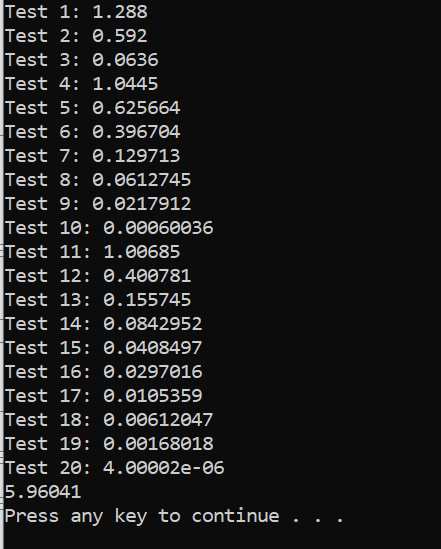 Test 1: 1.288
Test 2: 0.592
Test 3: 0.0636
Test 4: 1.0445
Test 5: 0.625664
Test 6: 0.396704
Test 7: 0.129713
Test 8: 0.0612745
Test 9: 0.0217912
Test 10: 0.00060036
Test 11: 1.00685
Test 12: 0.400781
Test 13: 0.155745
Test 14: 0.0842952
Test 15: 0.0408497
Test 16: 0.0297016
Test 17: 0.0105359
Test 18: 0.00612047
Test 19: 0.00168018
Test 20: 4.00002e-06
5.96041
Press any key to continue . . .